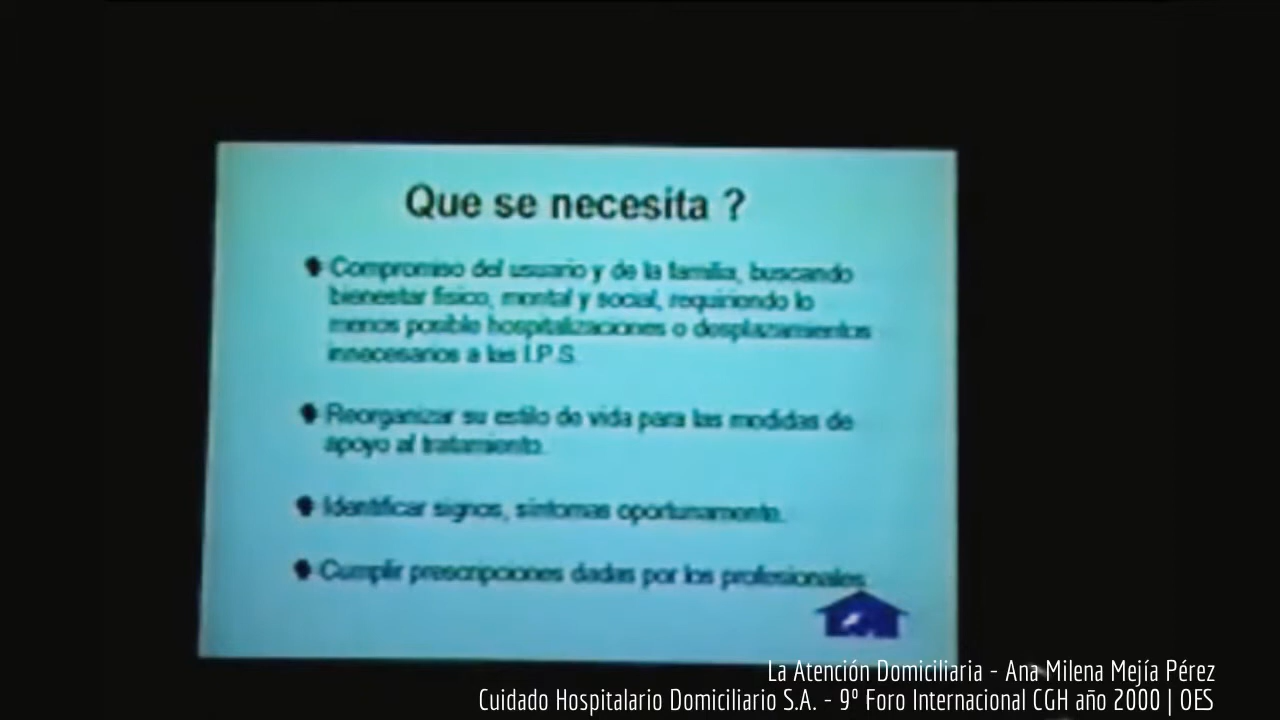 Que se necesita ?
Compromiso del usuario y de la familia, buscando
bienestar fisico, mental y social, requiriendo lo
menos posible hospitalizaciones o desplazamientos
innecesarios a las I.P.S.
Reorganizar su estilo de vida para las medidas de
apoyo al tratamiento.
Identificar signos, síntomas oportunamente.
Cumplir prescripciones dadas por los profesionales.
La Atención Domiciliaria - Ana Milena Mejía Pérez
Cuidado Hospitalario Domiciliario S.A. - 9º Foro Internacional CGH año 2000 | OES